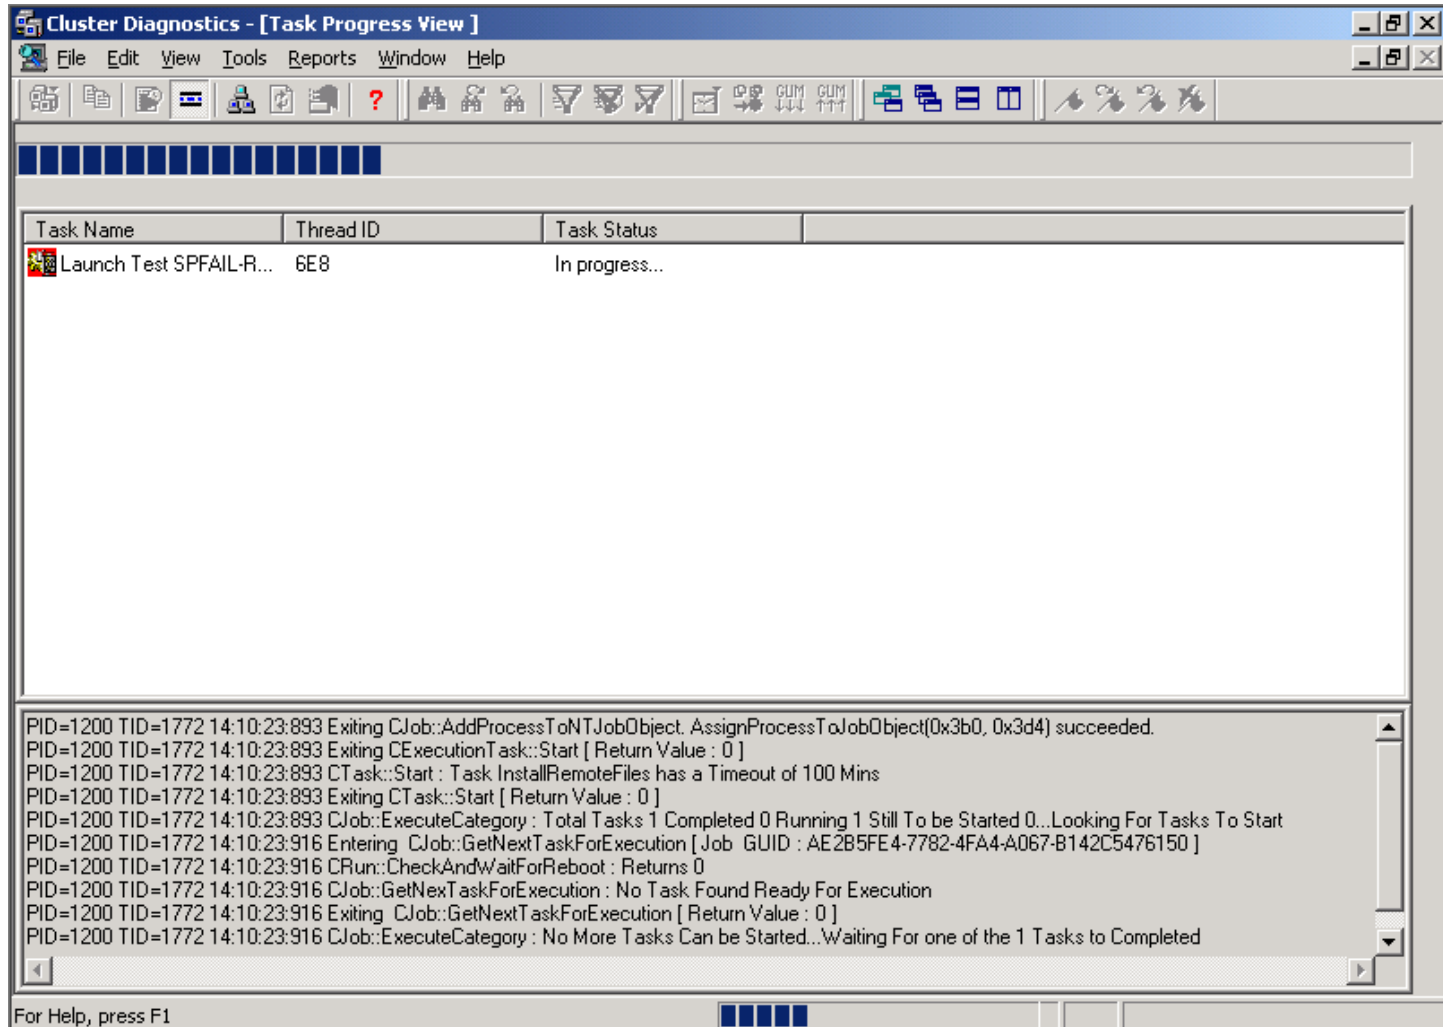 Cluster Diagnostics - [Task Progress View ]
File Edit View Tools Reports Window Help
GUM GUM
Task Name Thread ID Task Status
Launch Test SPFAIL-R... 6E8 In progress...
PID=1200 TID=1772 14:10:23:893 Exiting CJob::AddProcessToNTJobObject. AssignProcessToJobObject(0x3b0, 0x3d4) succeeded.
PID=1200 TID=1772 14:10:23:893 Exiting CExecutionTask::Start [ Return Value : 0 ]
PID=1200 TID=1772 14:10:23:893 CTask::Start : Task InstallRemoteFiles has a Timeout of 100 Mins
PID=1200 TID=1772 14:10:23:893 Exiting CTask::Start [ Return Value : 0 ]
PID=1200 TID=1772 14:10:23:893 CJob::ExecuteCategory : Total Tasks 1 Completed 0 Running 1 Still To be Started 0...Looking For Tasks To Start
PID=1200 TID=1772 14:10:23:916 Entering  CJob::GetNextTaskForExecution [ Job  GUID : AE2B5FE4-7782-4FA4-A067-B142C5476150 ]
PID=1200 TID=1772 14:10:23:916 CRun::CheckAndWaitForReboot : Returns 0
PID=1200 TID=1772 14:10:23:916 CJob::GetNexTaskForExecution : No Task Found Ready For Execution
PID=1200 TID=1772 14:10:23:916 Exiting  CJob::GetNextTaskForExecution [ Return Value : 0 ]
PID=1200 TID=1772 14:10:23:916 CJob::ExecuteCategory : No More Tasks Can be Started...Waiting For one of the 1 Tasks to Completed
For Help, press F1